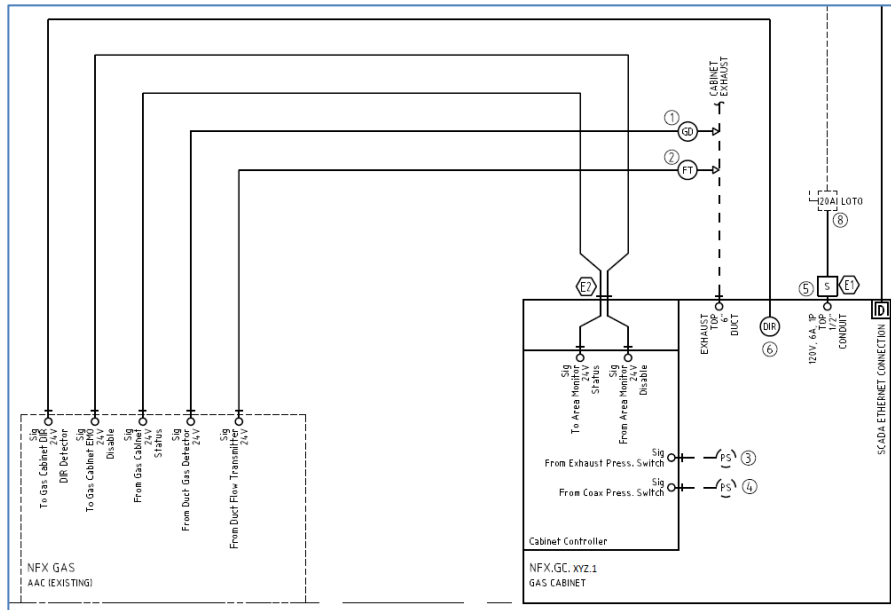 CABINET
EXHAUST
1
GD
2
FT
20A
LOTO
8
E2
5
S
E1
D
EXHAUST
TOP
6"
DUCT
DIR
6
120V, 6A, 1P
TOP
1/2"
CONDUIT
SCADA ETHERNET CONNECTION
Sig
24V
To Area Monitor
Status
Sig
24V
From Area Monitor
Disable
Sig
24V
To Gas Cabinet DIR
DIR Detector
Sig
24V
To Gas Cabinet EMO
Disable
Sig
24V
From Gas Cabinet
Status
Sig
24V
From Duct Gas Detector
Sig
24V
From Duct Flow Transmitter
Sig
From Exhaust Press. Switch
PS
3
Sig
From Coax Press. Switch
PS
4
Cabinet Controller
NFX GAS
AAC (EXISTING)
NFX.GC. XYZ.1
GAS CABINET